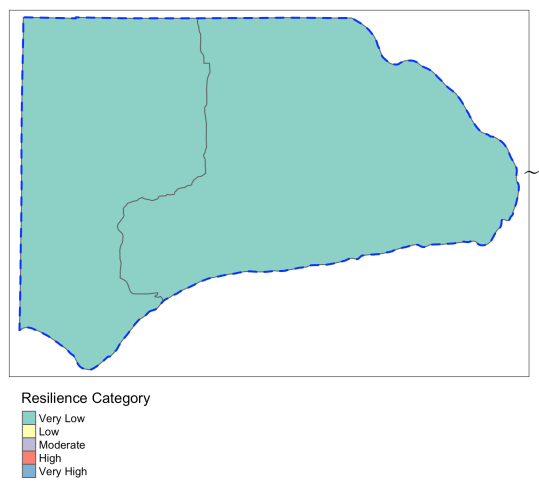 ~
Resilience Category
Very Low
Low
Moderate
High
Very High